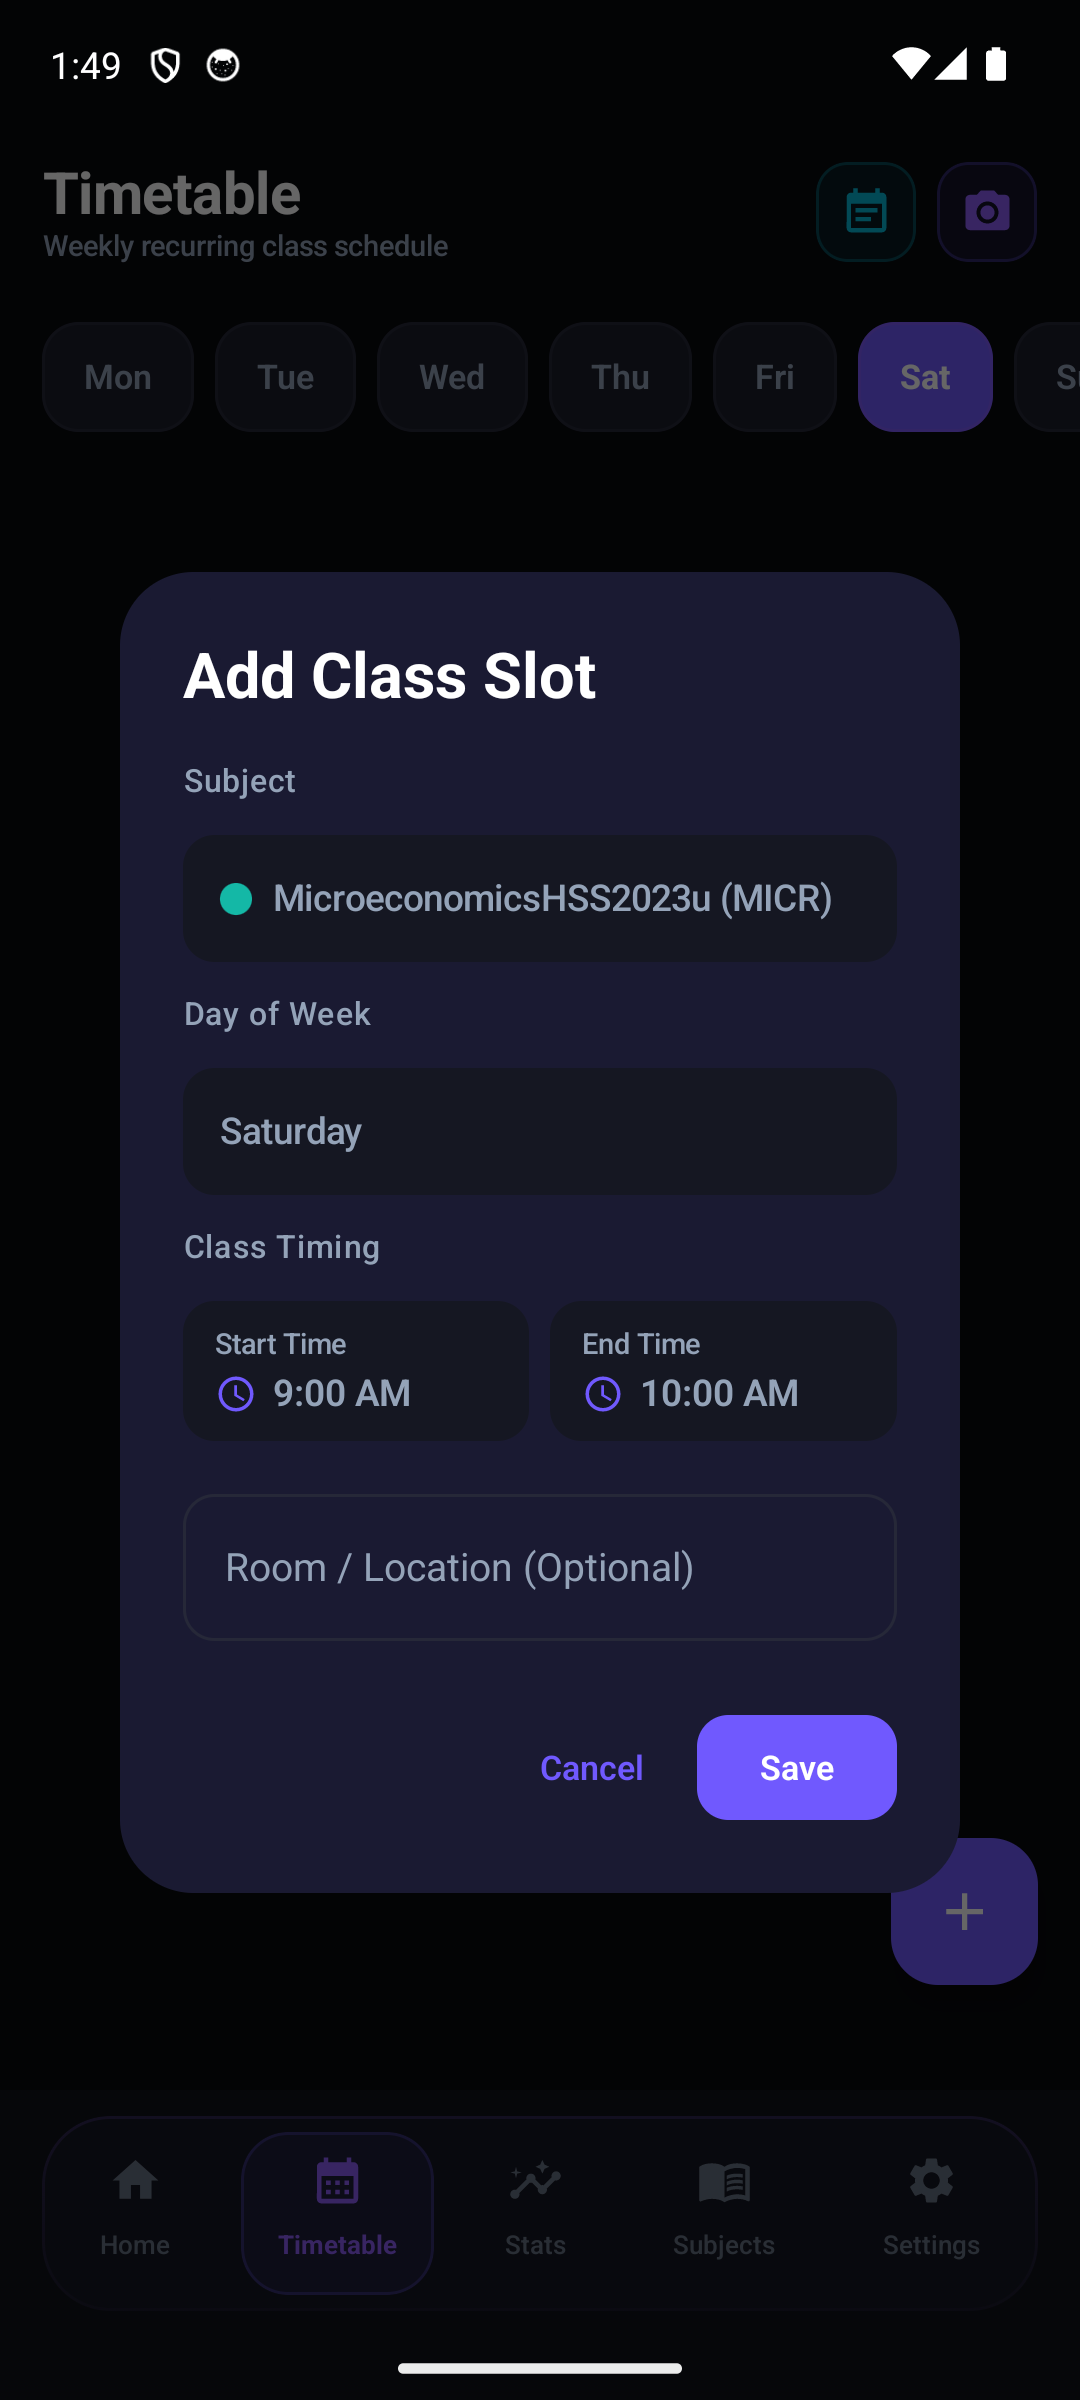 1:49
Timetable
Weekly recurring class schedule
Mon
Tue
Wed
Thu
Fri
Sat
Add Class Slot
Subject
MicroeconomicsHSS2023u (MICR)
Day of Week
Saturday
Class Timing
Start Time
9:00 AM
End Time
10:00 AM
Room / Location (Optional)
Cancel
Save
Home
Timetable
Stats
Subjects
Settings